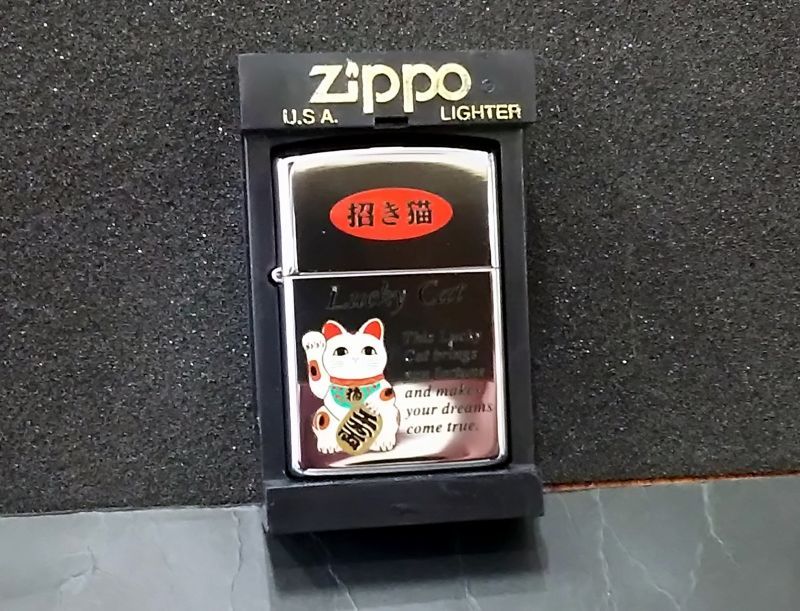 zippo
U.S.A. LIGHTER
招き猫
Lucky Cat
This Lucky
Cat brings
you fortune
and makes
your dreams
come true.
福